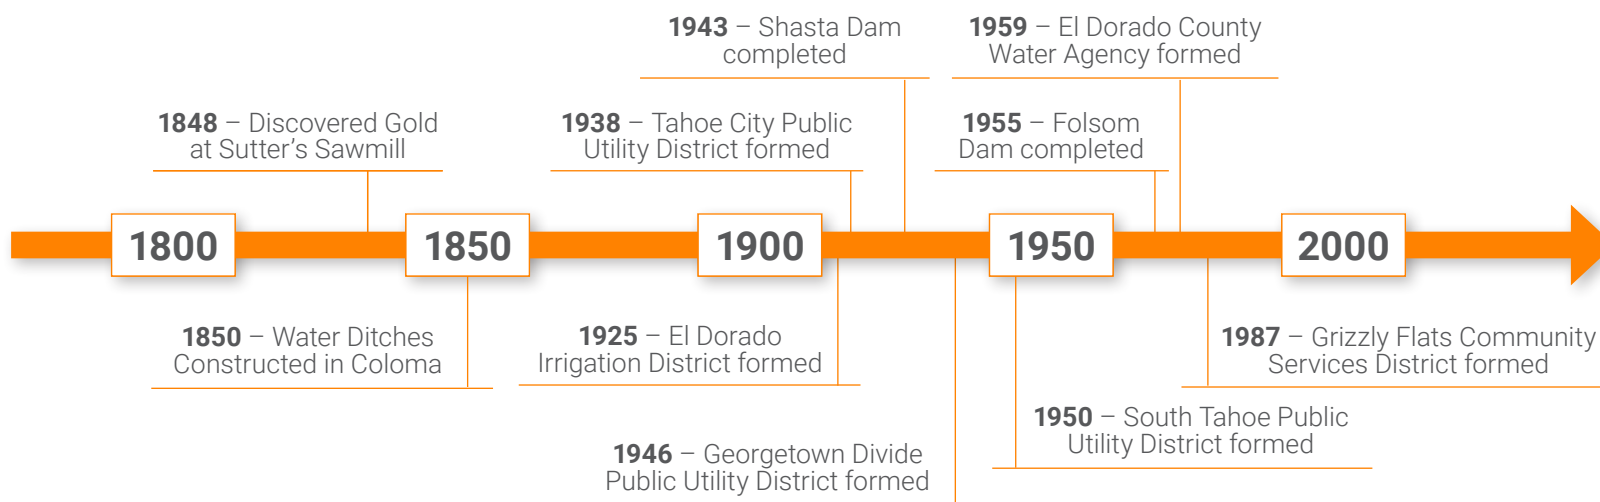 1943 – Shasta Dam
completed
1959 – El Dorado County
Water Agency formed
1848 – Discovered Gold
at Sutter’s Sawmill
1938 – Tahoe City Public
Utility District formed
1955 – Folsom
Dam completed
1800
1850
1900
1950
2000
1850 – Water Ditches
Constructed in Coloma
1925 – El Dorado
Irrigation District formed
1987 – Grizzly Flats Community
Services District formed
1950 – South Tahoe Public
Utility District formed
1946 – Georgetown Divide
Public Utility District formed